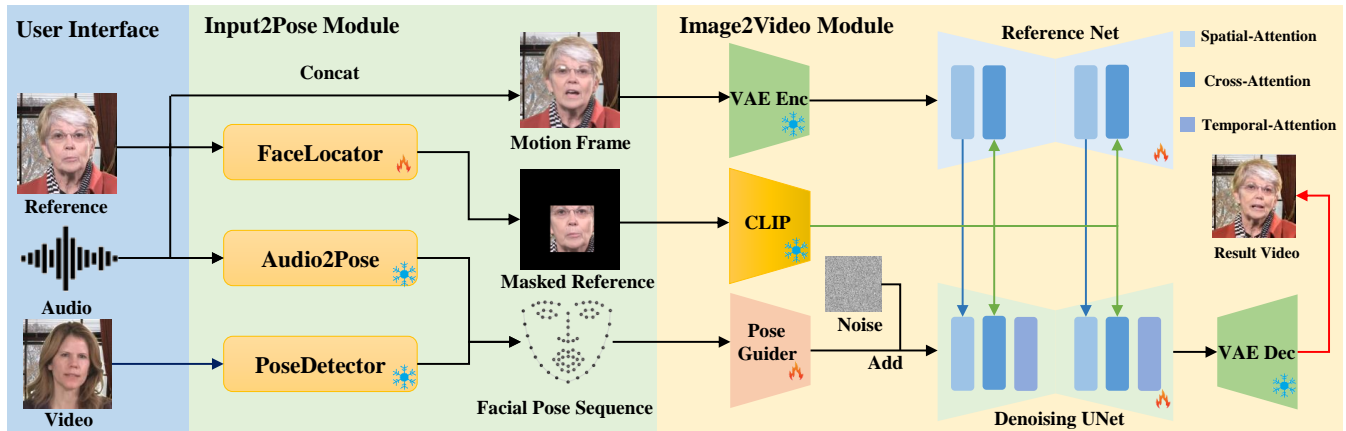 User Interface
Input2Pose Module
Image2Video Module
Reference Net
Spatial-Attention
Cross-Attention
Temporal-Attention
Concat
VAE Enc
Motion Frame
FaceLocator
Reference
CLIP
Audio2Pose
Masked Reference
Result Video
Audio
Noise
Pose
Guider
Add
PoseDetector
VAE Dec
Video
Facial Pose Sequence
Denoising UNet